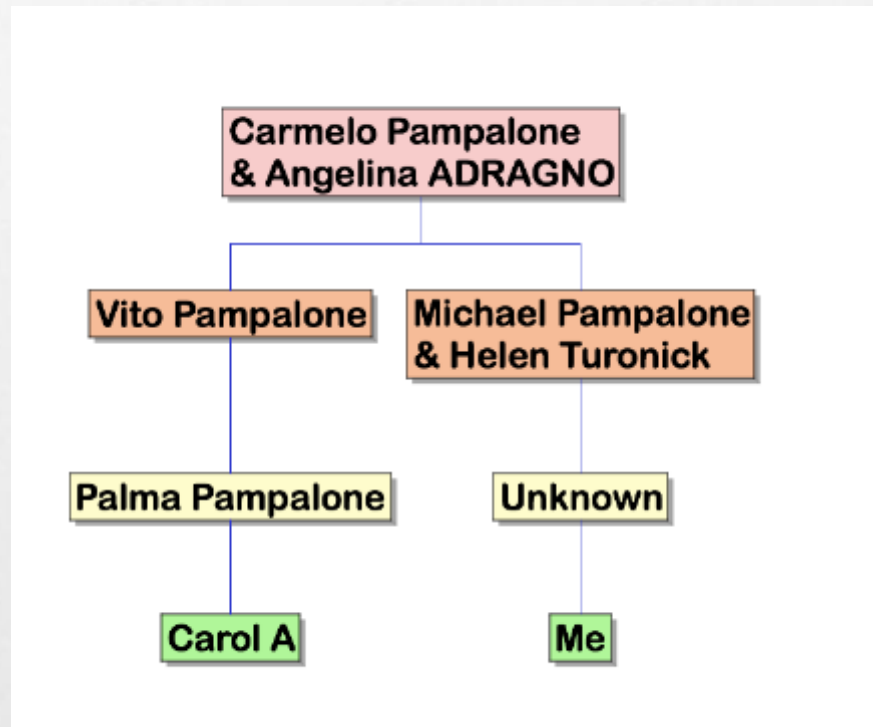 Carmelo Pampalone
& Angelina ADRAGNO
Vito Pampalone
Michael Pampalone
& Helen Turonick
Palma Pampalone
Unknown
Carol A
Me